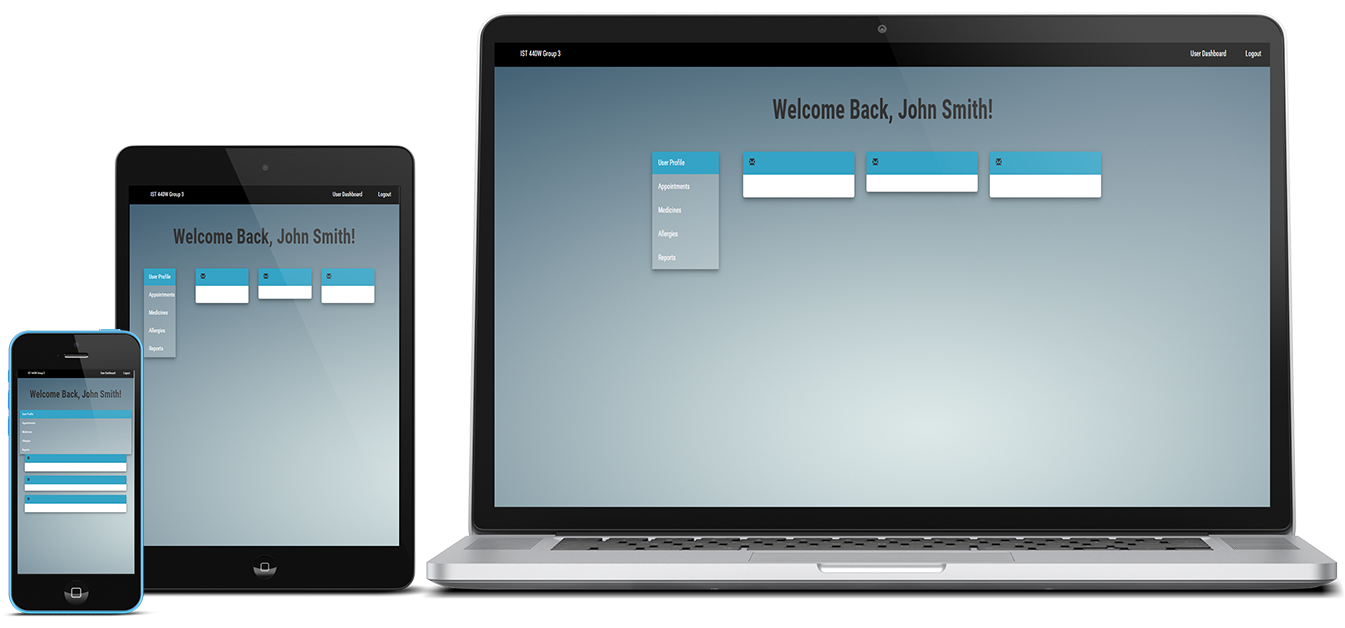 IST 440W Group 3
User Dashboard
Logout
Welcome Back, John Smith!
User Profile
Appointments
Medicines
Allergies
Reports
IST 440W Group 3
User Dashboard
Logout
Welcome Back, John Smith!
User Profile
Appointments
Medicines
Allergies
Reports
IST 440W Group 3
User Dashboard
Logout
Welcome Back, John Smith!
User Profile
Appointments
Medicines
Allergies
Reports